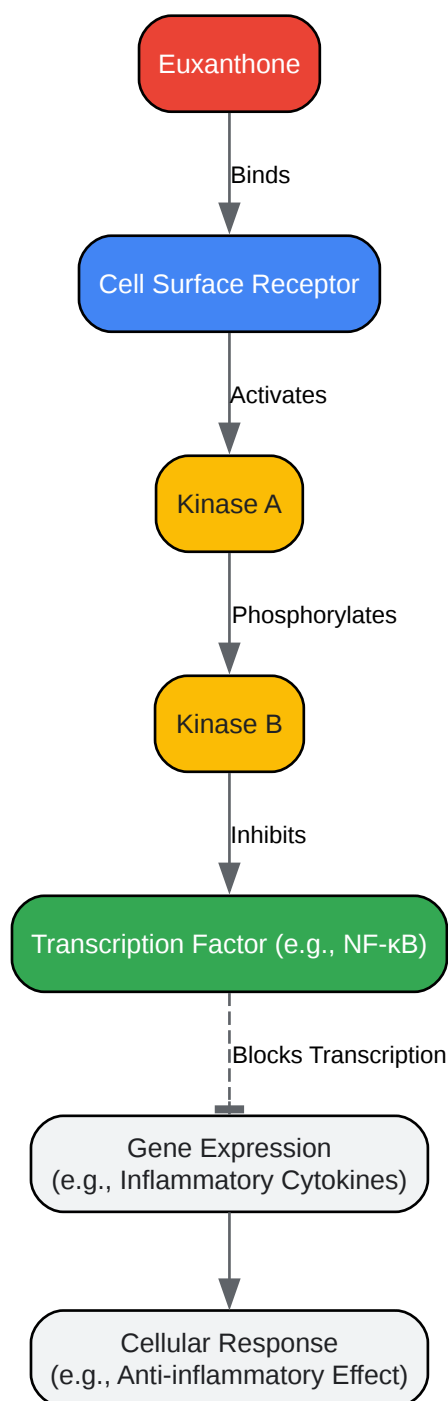 Euxanthone
Binds
Cell Surface Receptor
Activates
Kinase A
Phosphorylates
Kinase B
Inhibits
Transcription Factor (e.g., NF-κB)
Blocks Transcription
Gene Expression
(e.g., Inflammatory Cytokines)
Cellular Response
(e.g., Anti-inflammatory Effect)